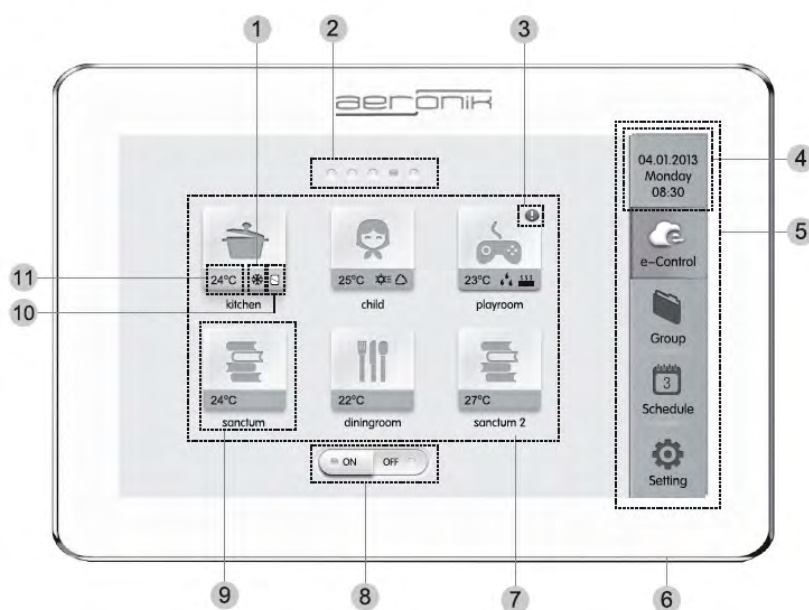 1
2
3
aeronik
4
04.01.2013
Monday
08:30
5
e-Control
11
24°C
25°C
23°C
10
kitchen
child
playroom
Group
3
Schedule
24°C
22°C
27°C
sanctum
diningroom
sanctum 2
ON OFF
Setting
9
8
7
6